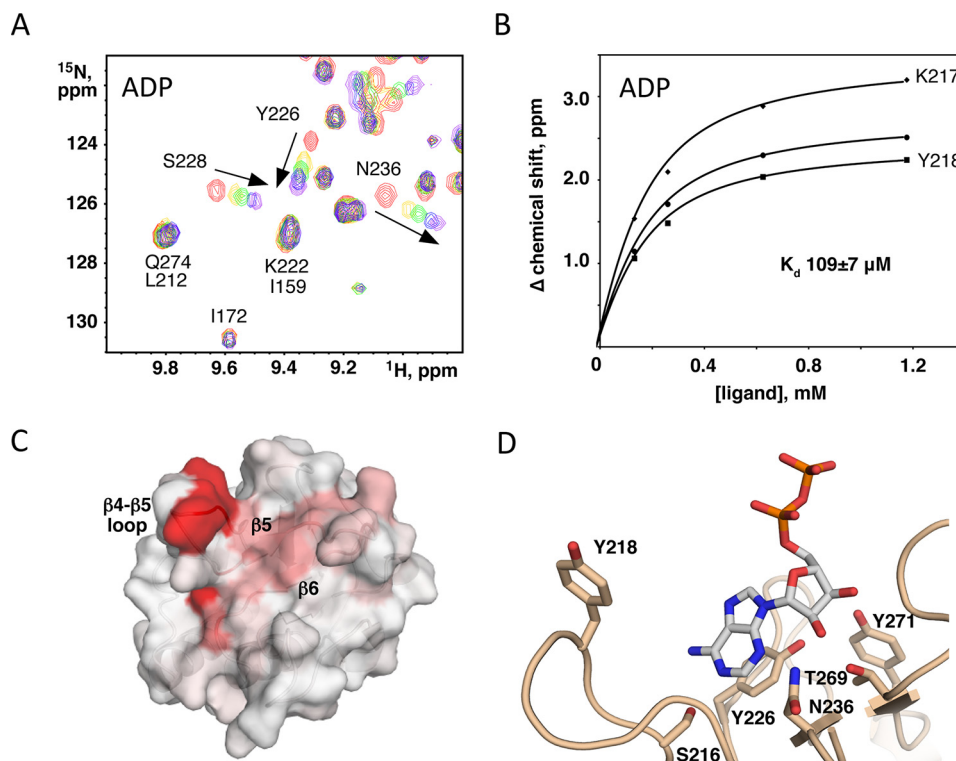 A
¹⁵N,
ppm
ADP
Y226
124
S228
N236
126
128
Q274
L212
K222
I159
I172
130
9.8
9.6
9.4
9.2
¹H, ppm
B
ADP
K217
3.0
Y218
2.0
1.0
Δ chemical shift, ppm
K_d 109±7 μM
0
0.4
0.8
1.2
[ligand], mM
C
β4-β5
loop
β5
β6
D
Y218
Y271
T269
Y226
N236
S216